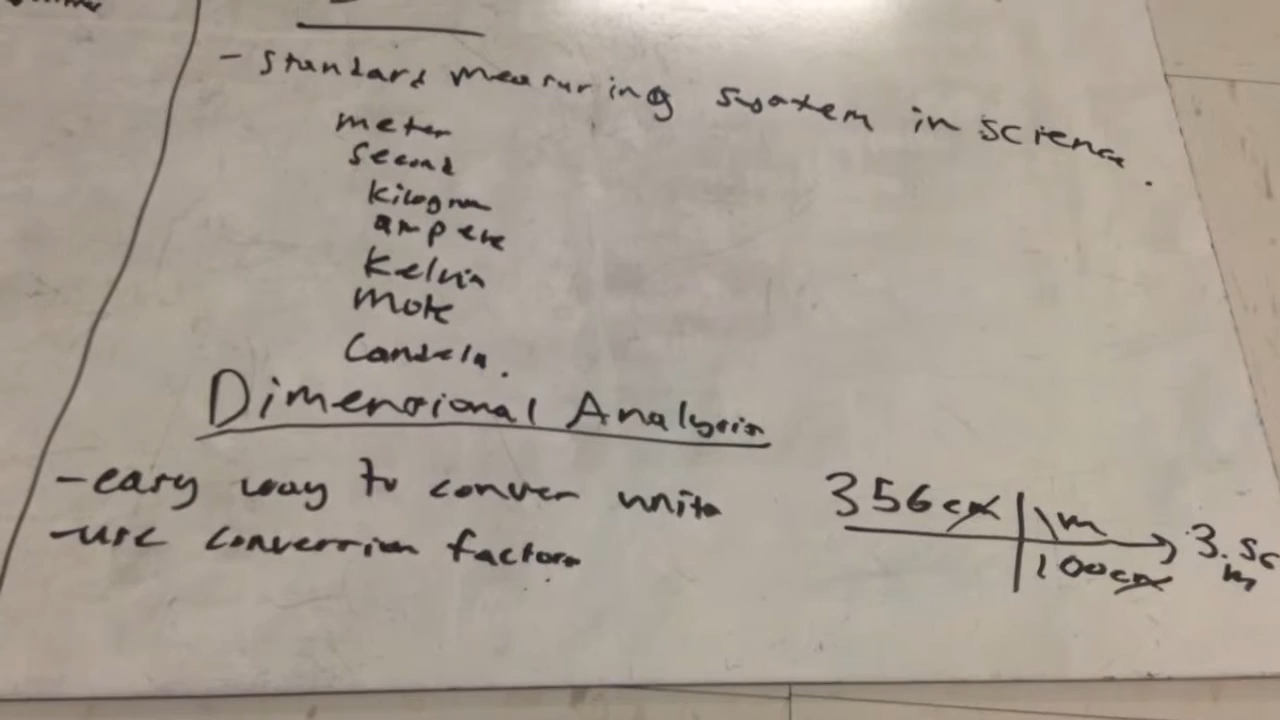 - Standard measuring system in science.
meter
second
kilogram
ampere
Kelvin
Mole
Candela.
Dimensional Analysis
- easy way to conver units
- use conversion factors
356cm | 1m → 3.56
100cm m